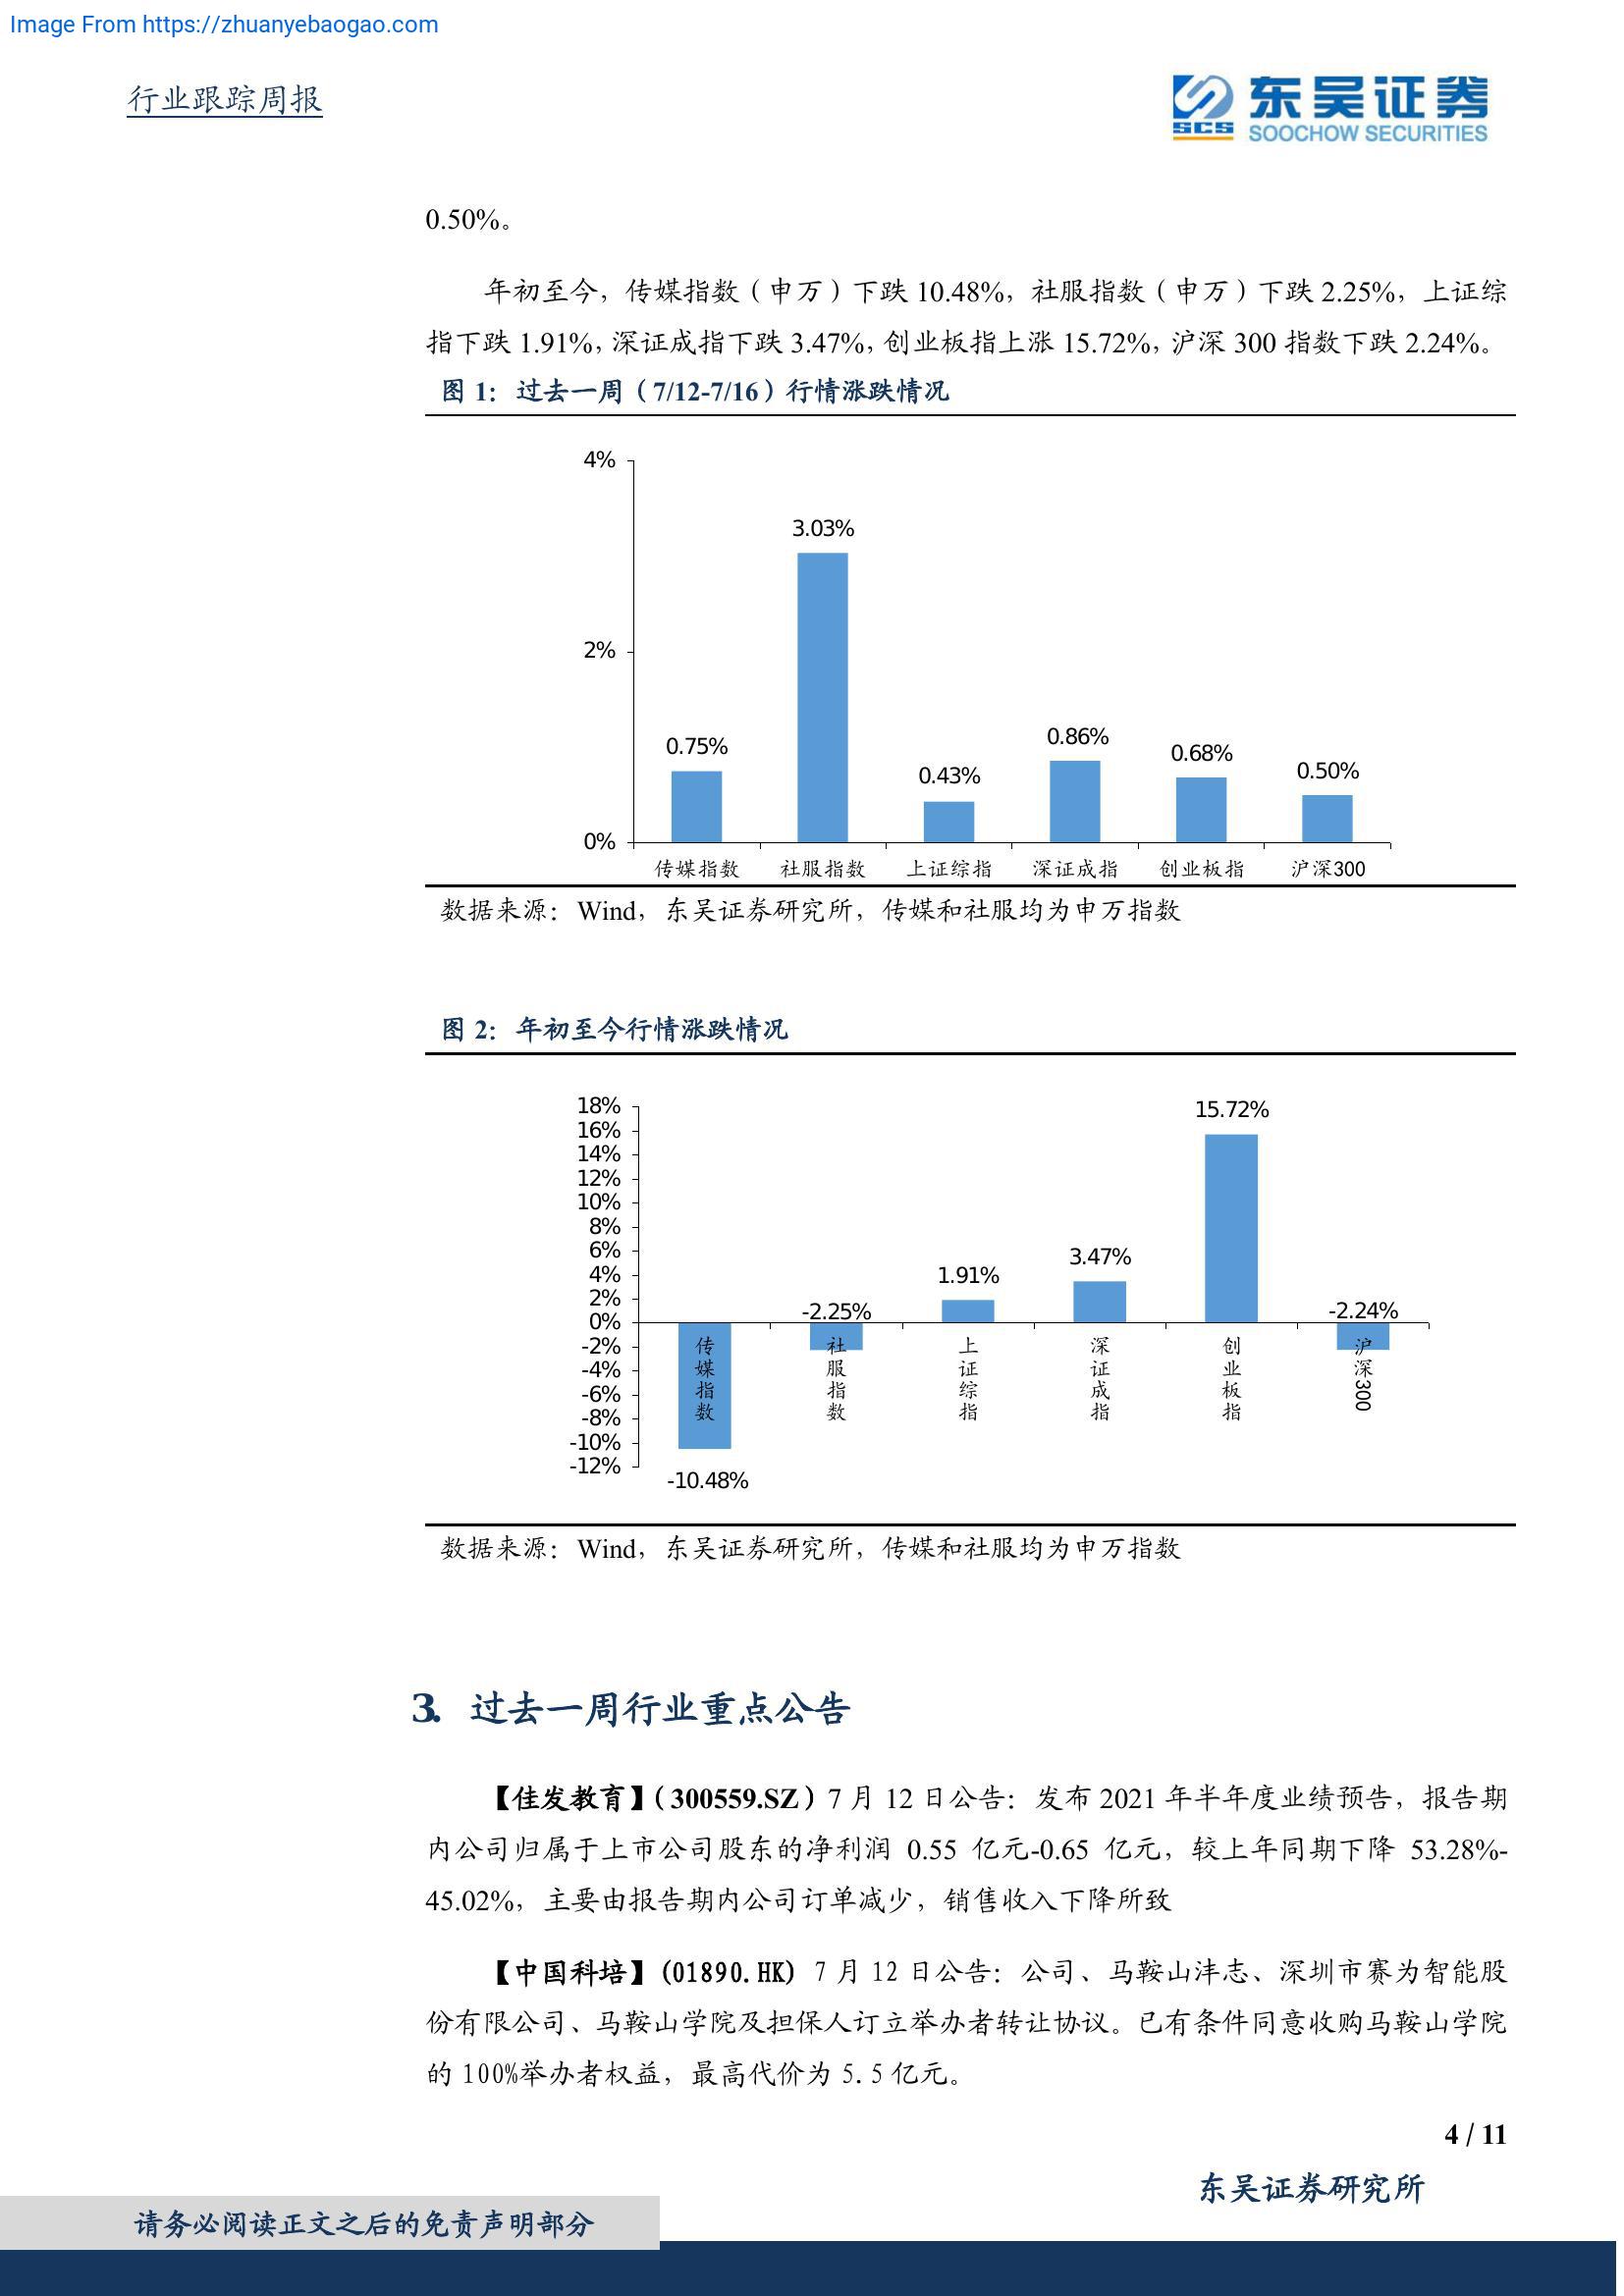 Image From https://zhuanyebaogao.com
行业跟踪周报
SCS
东吴证券
SOOCHOW SECURITIES
0.50%。
年初至今，传媒指数（申万）下跌 10.48%，社服指数（申万）下跌 2.25%，上证综
指下跌 1.91%，深证成指下跌 3.47%，创业板指上涨 15.72%，沪深 300 指数下跌 2.24%。
图 1：过去一周（7/12-7/16）行情涨跌情况
4%
2%
0%
0.75%
3.03%
0.43%
0.86%
0.68%
0.50%
传媒指数 社服指数 上证综指 深证成指 创业板指 沪深300
数据来源：Wind，东吴证券研究所，传媒和社服均为申万指数
图 2：年初至今行情涨跌情况
18%
16%
14%
12%
10%
8%
6%
4%
2%
0%
-2%
-4%
-6%
-8%
-10%
-12%
-10.48%
-2.25%
1.91%
3.47%
15.72%
-2.24%
传媒指数
社服指数
上证综指
深证成指
创业板指
沪深300
数据来源：Wind，东吴证券研究所，传媒和社服均为申万指数
3. 过去一周行业重点公告
【佳发教育】（300559.SZ）7 月 12 日公告：发布 2021 年半年度业绩预告，报告期
内公司归属于上市公司股东的净利润 0.55 亿元-0.65 亿元，较上年同期下降 53.28%-
45.02%，主要由报告期内公司订单减少，销售收入下降所致
【中国科培】(01890.HK) 7 月 12 日公告：公司、马鞍山沣志、深圳市赛为智能股
份有限公司、马鞍山学院及担保人订立举办者转让协议。已有条件同意收购马鞍山学院
的 100%举办者权益，最高代价为 5.5 亿元。
4 / 11
东吴证券研究所
请务必阅读正文之后的免责声明部分